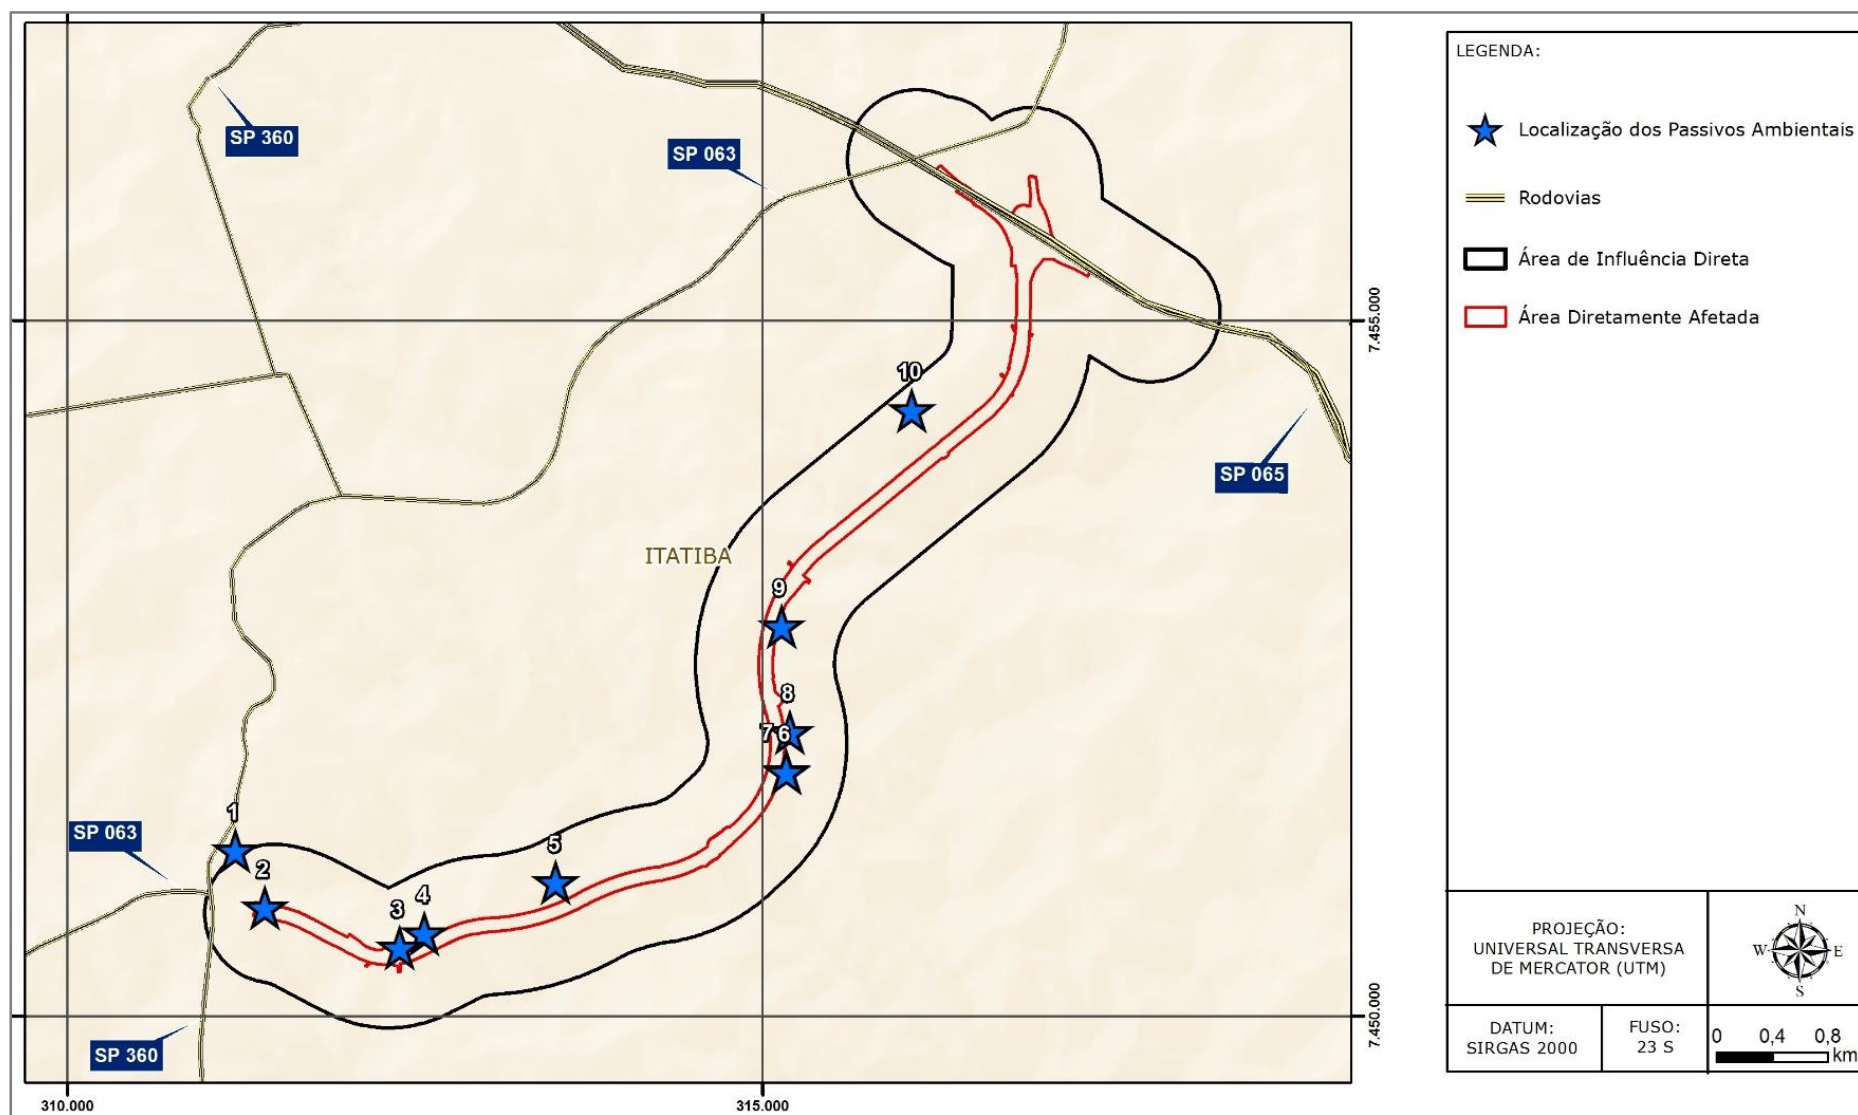 SP 360
SP 063
10
SP 065
ITATIBA
9
8
7 6
1
5
SP 063
2
4
3
SP 360
310.000
315.000
7.455.000
7.450.000
LEGENDA:
Localização dos Passivos Ambientais
Rodovias
Área de Influência Direta
Área Diretamente Afetada
PROJEÇÃO:
UNIVERSAL TRANSVERSA
DE MERCATOR (UTM)
N
W
E
S
DATUM:
SIRGAS 2000
FUSO:
23 S
0 0,4 0,8
km